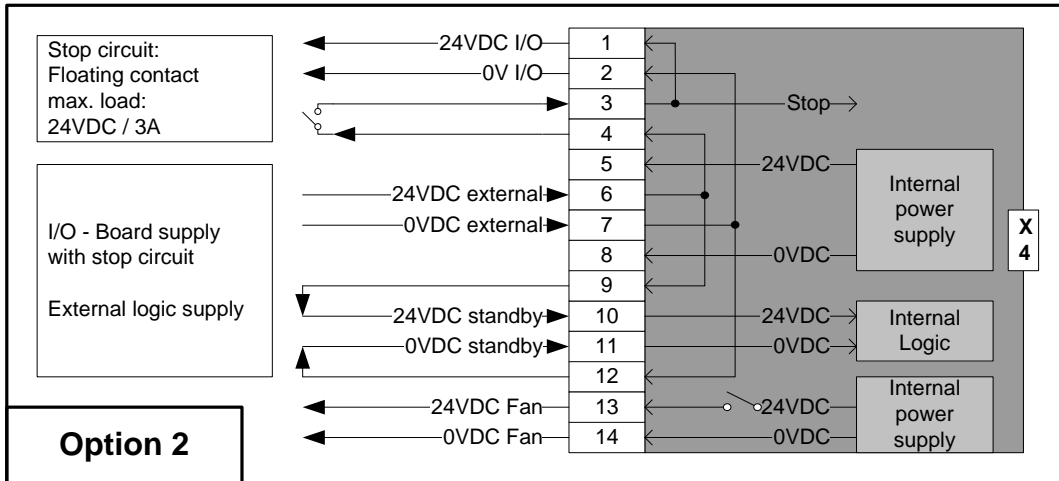 Stop circuit:
Floating contact
max. load:
24VDC / 3A
I/O - Board supply
with stop circuit
External logic supply
Option 2
24VDC I/O
0V I/O
24VDC external
0VDC external
24VDC standby
0VDC standby
24VDC Fan
0VDC Fan
1
2
3
4
5
6
7
8
9
10
11
12
13
14
Stop
24VDC
0VDC
24VDC
0VDC
24VDC
0VDC
Internal
power
supply
Internal
Logic
Internal
power
supply
X
4